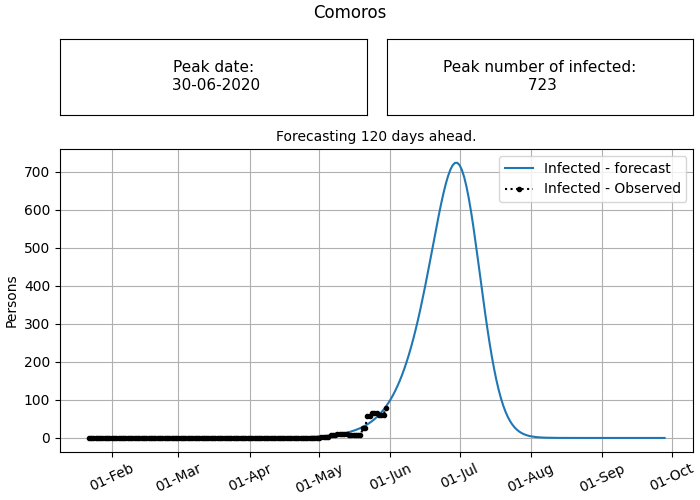 Comoros
Peak date:
30-06-2020
Peak number of infected:
723
Forecasting 120 days ahead.
Infected - forecast
Infected - Observed
Persons
700
600
500
400
300
200
100
0
01-Feb
01-Mar
01-Apr
01-May
01-Jun
01-Jul
01-Aug
01-Sep
01-Oct